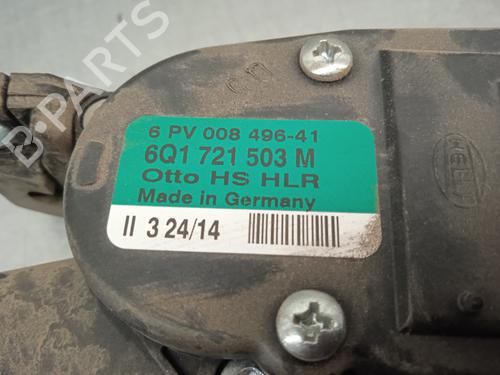 B-PARTS
6 PV 008 496-41
6Q1 721 503 M
Otto HS HLR
Made in Germany
II 3 24/14
HELLA